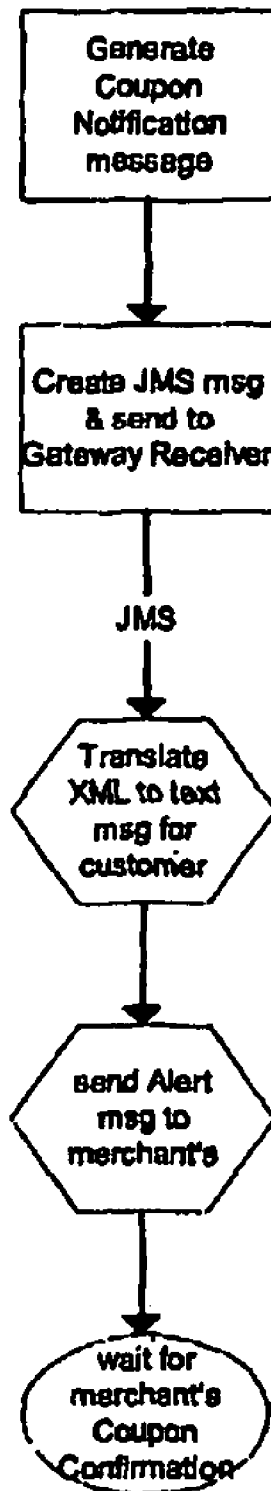 Generate
Coupon
Notification
message
Create JMS msg
& send to
Gateway Receiver
JMS
Translate
XML to text
msg for
customer
send Alert
msg to
merchant's
wait for
merchant's
Coupon
Confirmation